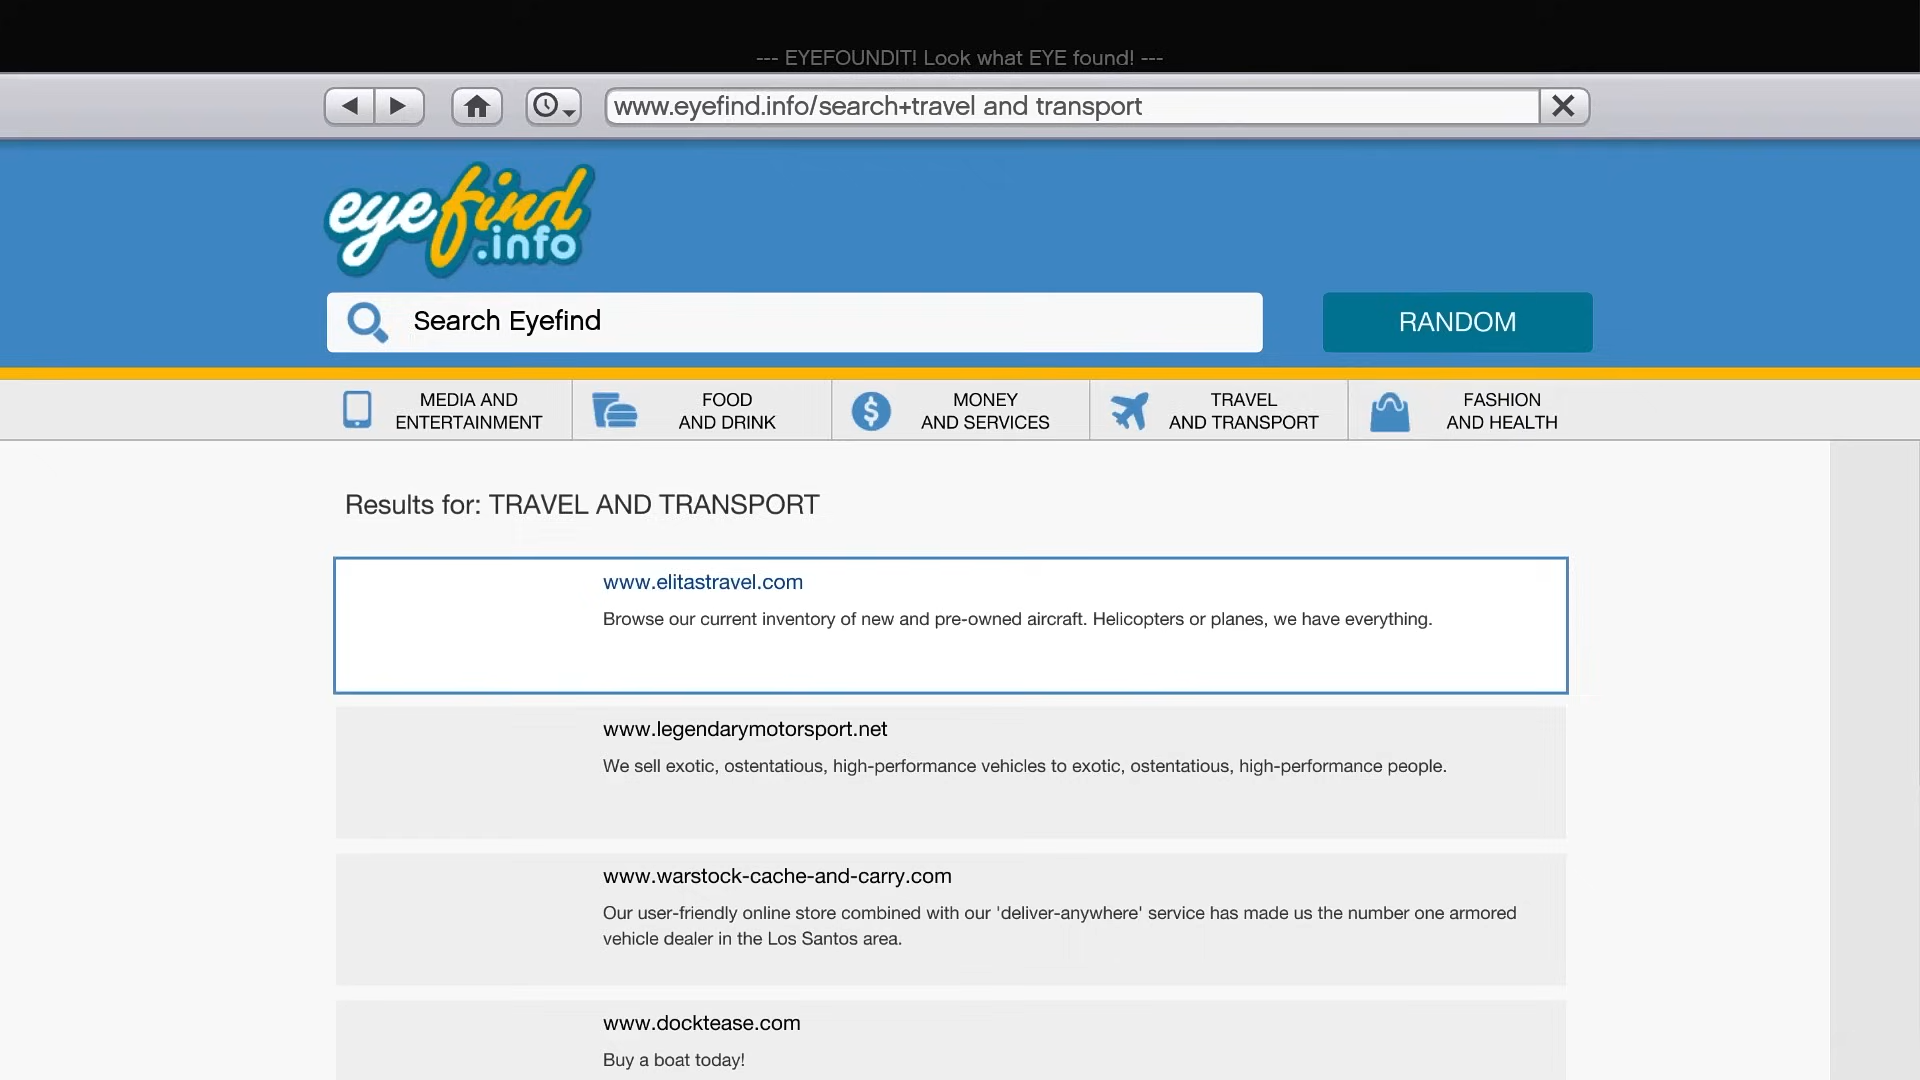 --- EYEFOUNDIT! Look what EYE found! ---
www.eyefind.info/search+travel and transport
eyefind
.info
Search Eyefind
RANDOM
MEDIA AND
ENTERTAINMENT
FOOD
AND DRINK
MONEY
AND SERVICES
TRAVEL
AND TRANSPORT
FASHION
AND HEALTH
Results for: TRAVEL AND TRANSPORT
www.elitastravel.com
Browse our current inventory of new and pre-owned aircraft. Helicopters or planes, we have everything.
www.legendarymotorsport.net
We sell exotic, ostentatious, high-performance vehicles to exotic, ostentatious, high-performance people.
www.warstock-cache-and-carry.com
Our user-friendly online store combined with our 'deliver-anywhere' service has made us the number one armored
vehicle dealer in the Los Santos area.
www.docktease.com
Buy a boat today!